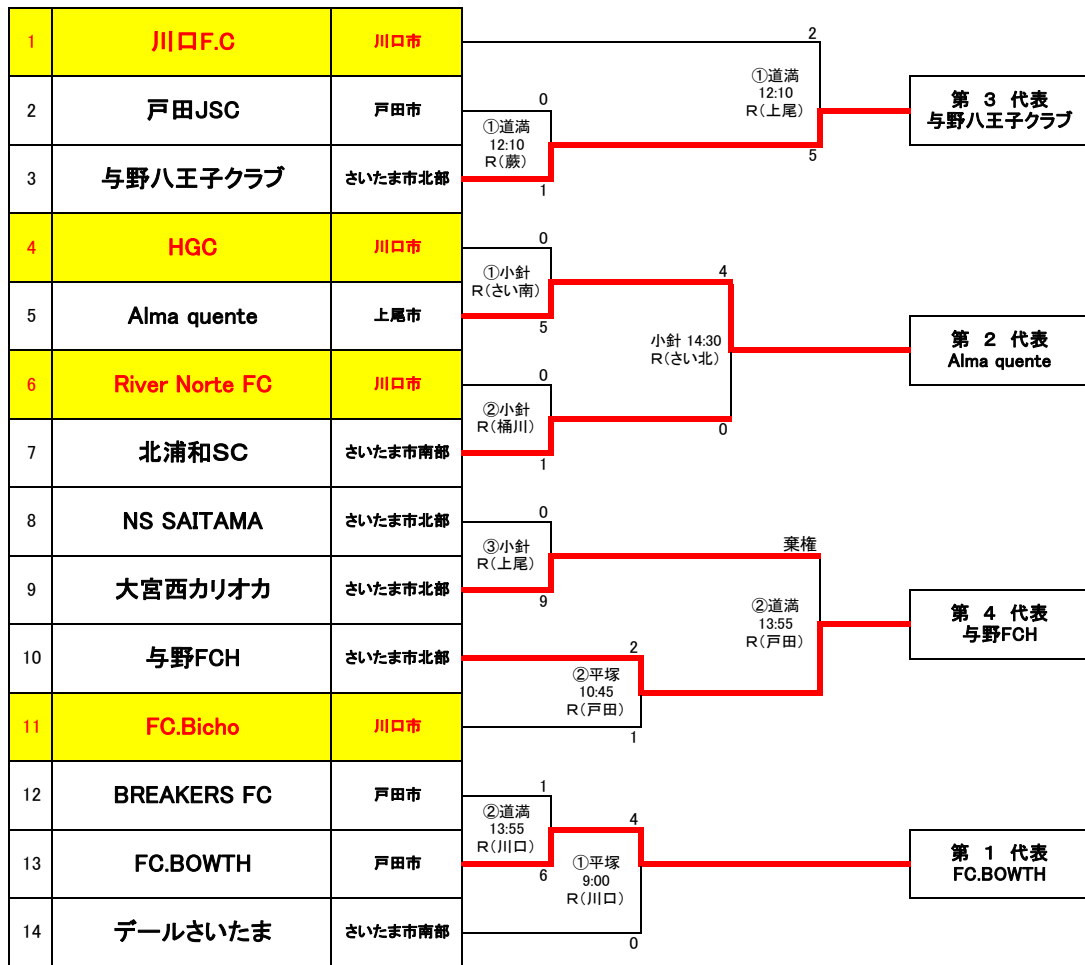 1 川口F.C 川口市
2 戸田JSC 戸田市
3 与野八王子クラブ さいたま市北部
4 HGC 川口市
5 Alma quente 上尾市
6 River Norte FC 川口市
7 北浦和SC さいたま市南部
8 NS SAITAMA さいたま市北部
9 大宮西カリオカ さいたま市北部
10 与野FCH さいたま市北部
11 FC.Bicho 川口市
12 BREAKERS FC 戸田市
13 FC.BOWTH 戸田市
14 デールさいたま さいたま市南部
2
①道満
12:10
R(上尾)
5
0
①道満
12:10
R(蕨)
1
第 3 代表
与野八王子クラブ
0
①小針
R(さい南)
5
4
小針 14:30
R(さい北)
0
0
②小針
R(桶川)
1
第 2 代表
Alma quente
0
③小針
R(上尾)
9
棄権
②道満
13:55
R(戸田)
2
②平塚
10:45
R(戸田)
1
第 4 代表
与野FCH
1
②道満
13:55
R(川口)
6
4
①平塚
9:00
R(川口)
0
第 1 代表
FC.BOWTH